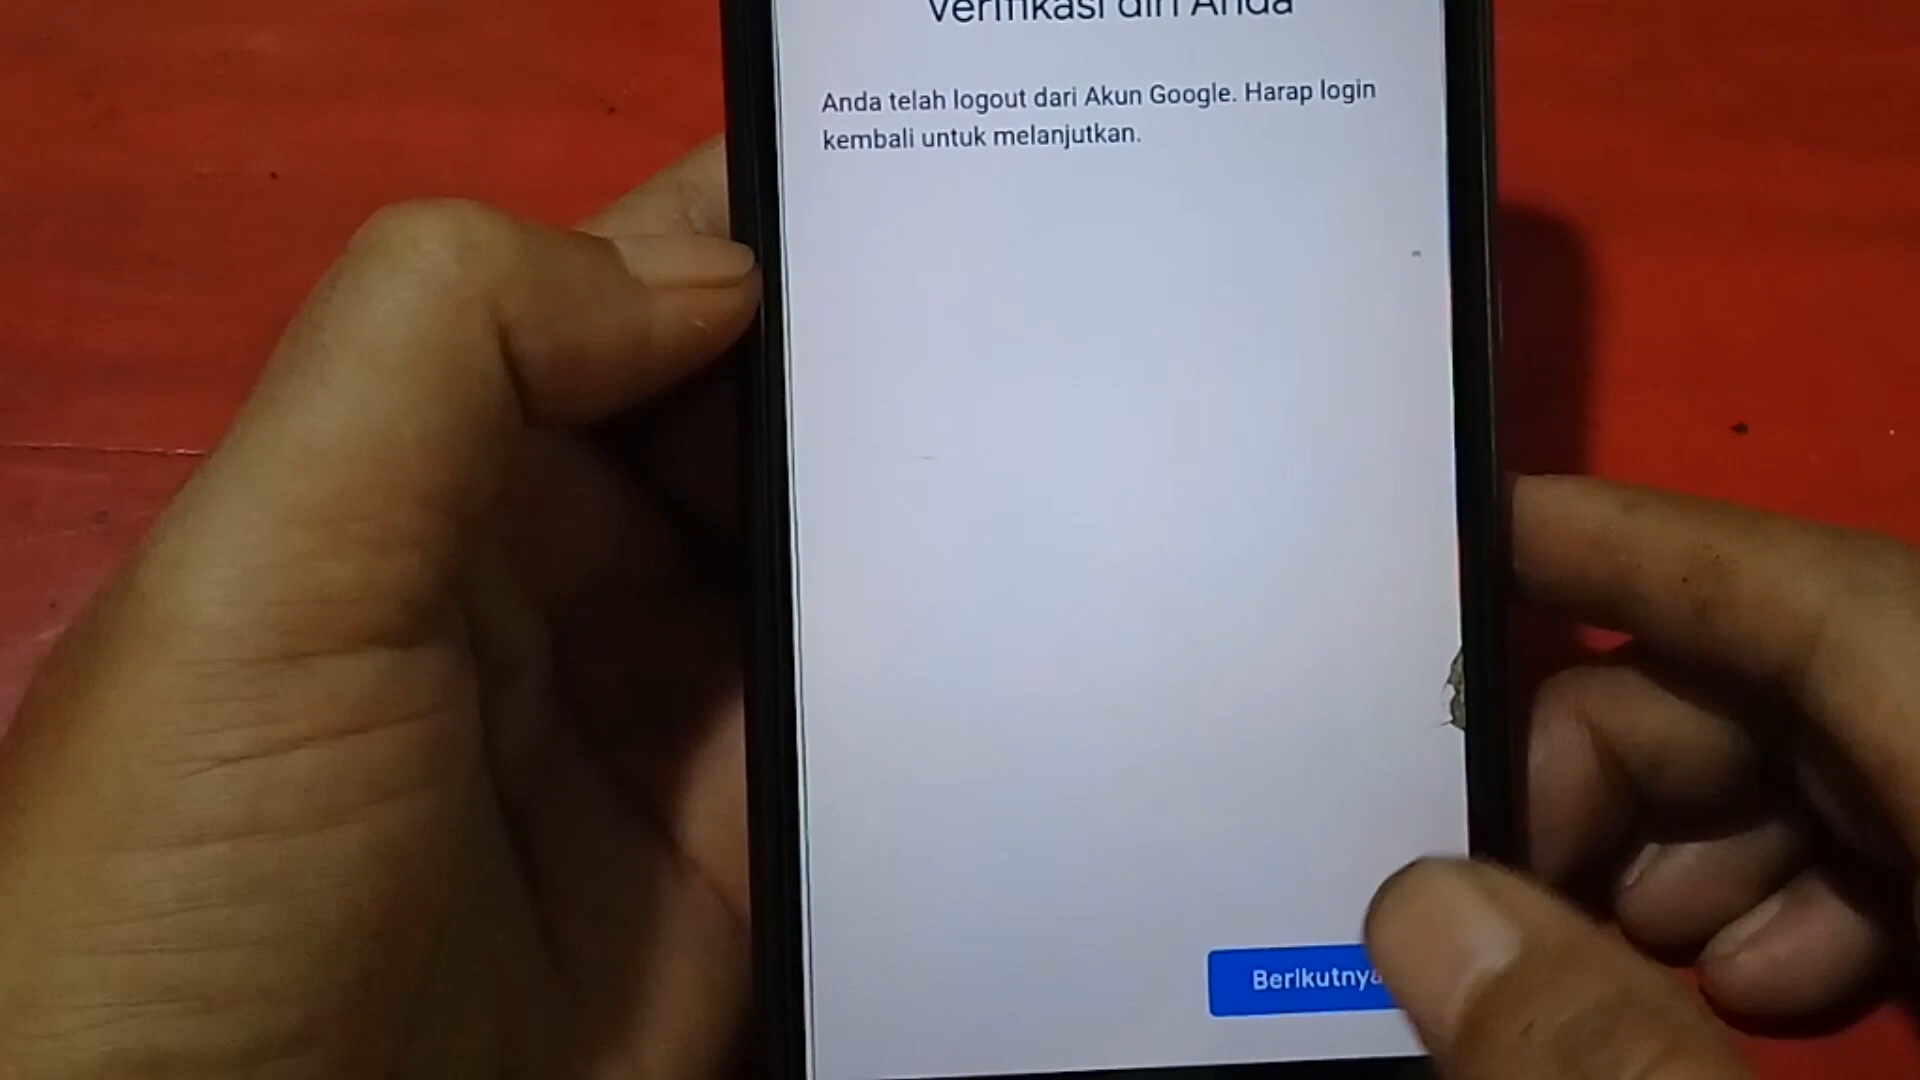 Verifikasi diri Anda
Anda telah logout dari Akun Google. Harap login
kembali untuk melanjutkan.
Berikutnya